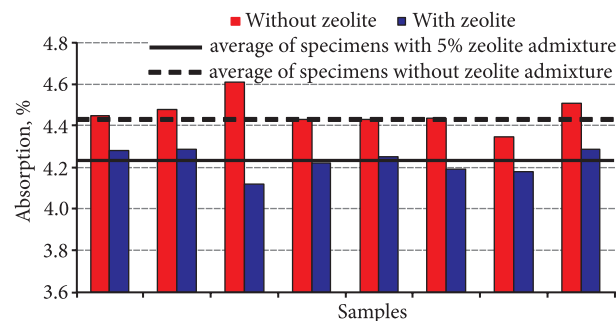 Without zeolite With zeolite
average of specimens with 5% zeolite admixture
average of specimens without zeolite admixture
Absorption, %
4.8
4.6
4.4
4.2
4.0
3.8
3.6
Samples